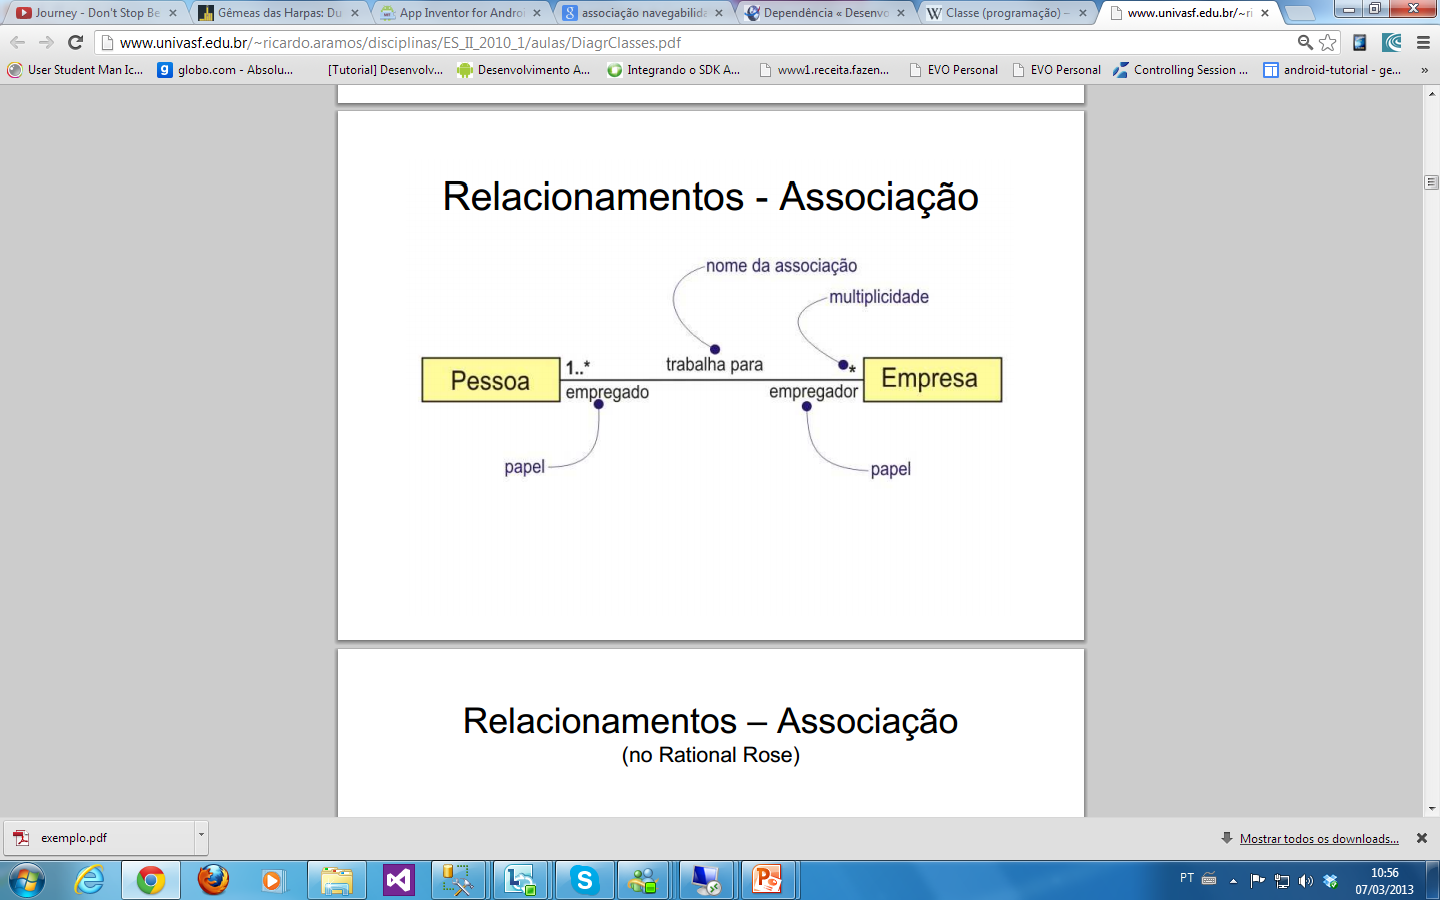 Journey - Don't Stop Be
Gêmeas das Harpas: Du
App Inventor for Andro
associação navegabilida
Dependência « Desenvo
Classe (programação) –
www.univasf.edu.br/~ri
www.univasf.edu.br/~ricardo.aramos/disciplinas/ES_II_2010_1/aulas/DiagrClasses.pdf
User Student Man Ic...
globo.com - Absolu...
[Tutorial] Desenvolv...
Desenvolvimento A...
Integrando o SDK A...
www1.receita.fazen...
EVO Personal
EVO Personal
Controlling Session ...
android-tutorial - ge...
»
Relacionamentos - Associação
nome da associação
multiplicidade
Pessoa
1..*
trabalha para
*
Empresa
empregado
empregador
papel
papel
Relacionamentos – Associação
(no Rational Rose)
exemplo.pdf
Mostrar todos os downloads...
PT
10:56
07/03/2013